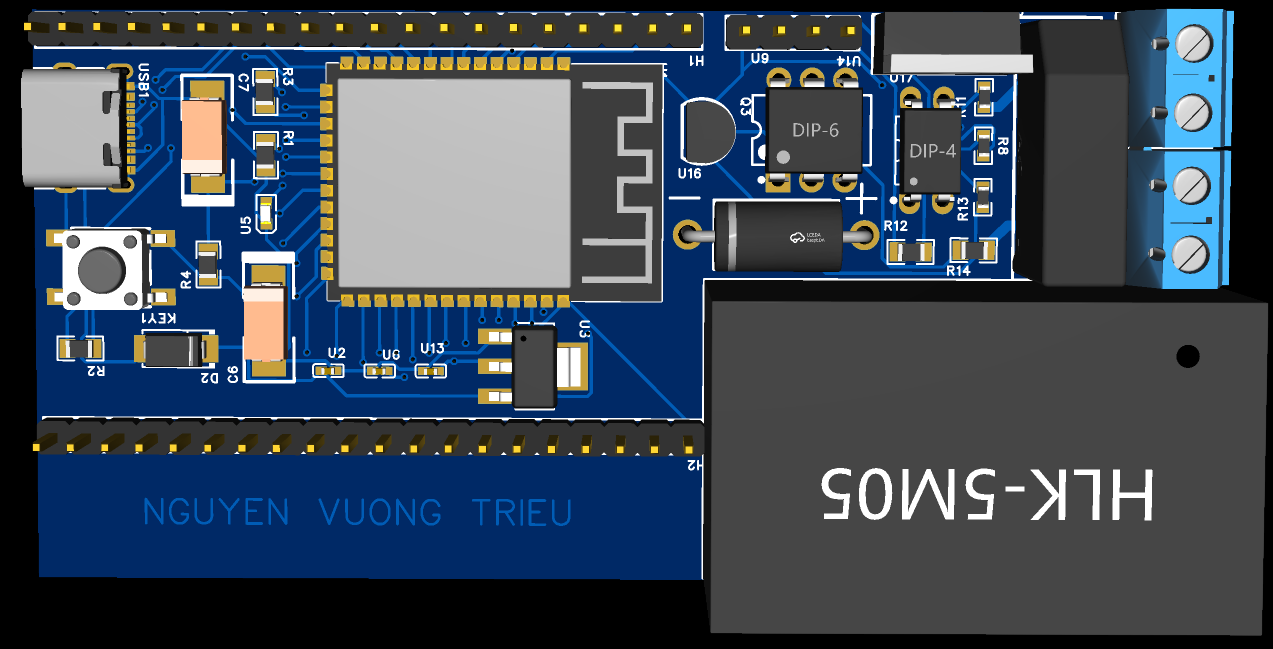 H1
U9
U14
USB1
C7
R3
U17
R11
Q3
DIP-6
DIP-4
R8
R1
U16
U5
R13
R12
R14
R4
KEY1
U3
R2
D2
C6
U2
U6
U13
H2
HLK-5M05
NGUYEN VUONG TRIEU